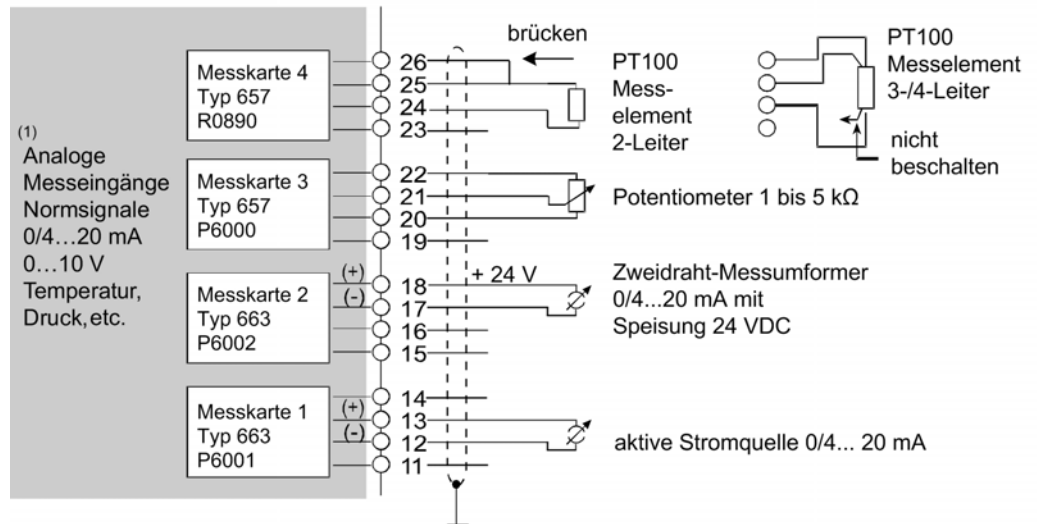 (1)
Analoge
Messeingänge
Normsignale
0/4...20 mA
0...10 V
Temperatur,
Druck,etc.
Messkarte 4
Typ 657
R0890
Messkarte 3
Typ 657
P6000
Messkarte 2
Typ 663
P6002
Messkarte 1
Typ 663
P6001
(+)
(-)
(+)
(-)
26
25
24
23
22
21
20
19
18
17
16
15
14
13
12
11
brücken
+ 24 V
PT100
Mess-
element
2-Leiter
PT100
Messelement
3-/4-Leiter
nicht
beschalten
Potentiometer 1 bis 5 kΩ
Zweidraht-Messumformer
0/4...20 mA mit
Speisung 24 VDC
aktive Stromquelle 0/4... 20 mA